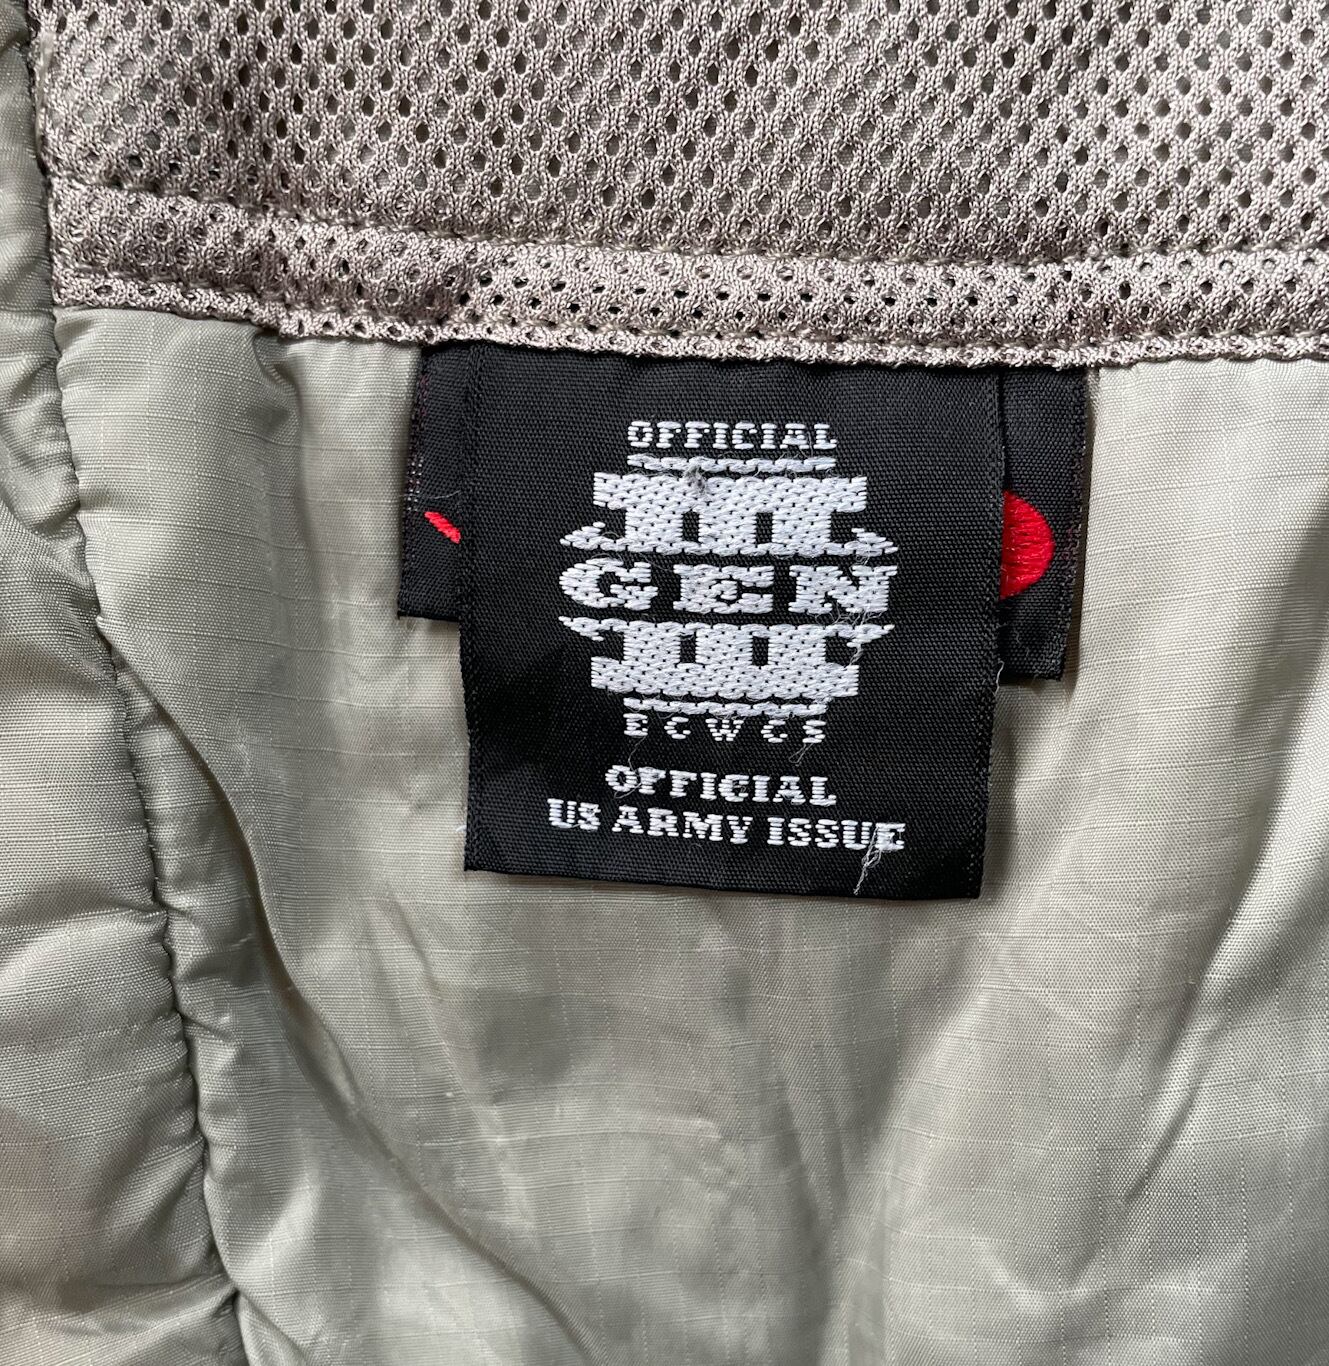 OFFICIAL
III
GEN
III
ECWCS
OFFICIAL
US ARMY ISSUE